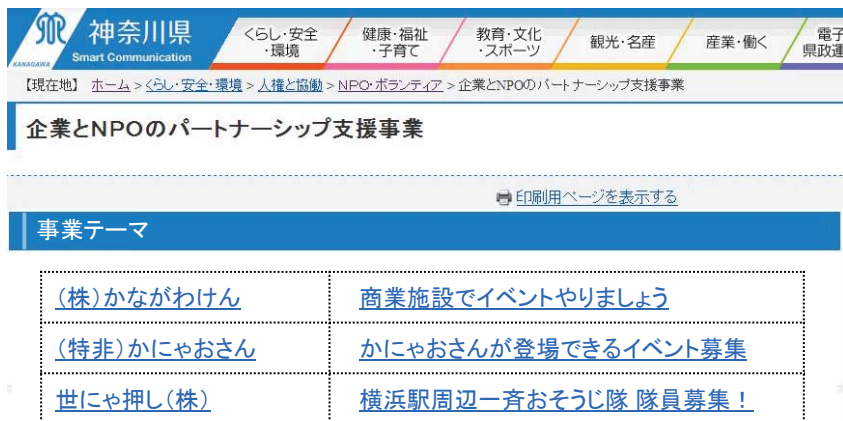 神奈川県
Smart Communication
KANAGAWA
くらし・安全
・環境
健康・福祉
・子育て
教育・文化
・スポーツ
観光・名産
産業・働く
電子
県政運
【現在地】 ホーム > くらし・安全・環境 > 人権と協働 > NPO・ボランティア > 企業とNPOのパートナーシップ支援事業
企業とNPOのパートナーシップ支援事業
印刷用ページを表示する
事業テーマ
(株)かながわけん 商業施設でイベントやりましょう
(特非)かにゃおさん かにゃおさんが登場できるイベント募集
世にゃ押し(株) 横浜駅周辺一斉おそうじ隊 隊員募集！